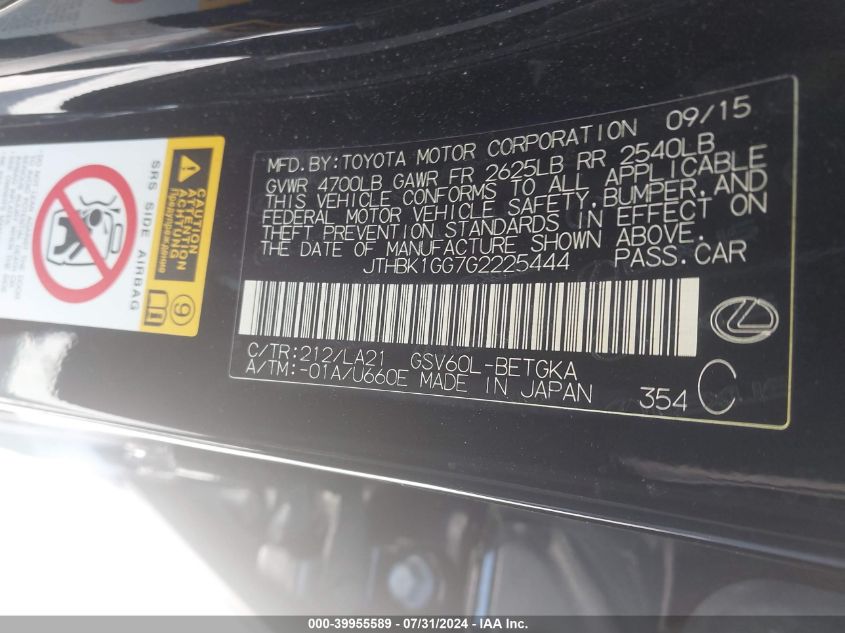 MFD.BY:TOYOTA MOTOR CORPORATION 09/15
GVWR 4700LB GAWR FR 2625LB RR 2540LB
THIS VEHICLE CONFORMS TO ALL APPLICABLE
FEDERAL MOTOR VEHICLE SAFETY,BUMPER,AND
THEFT PREVENTION STANDARDS IN EFFECT ON
THE DATE OF MANUFACTURE SHOWN ABOVE.
JTHBK1GG7G2225444 PASS.CAR
C/TR:212/LA21 GSV60L-BETGKA
A/TM:-01A/U660E MADE IN JAPAN
354 C
SRS SIDE AIRBAG
ATTENTION
ACHTUNG
9
000-39955589 - 07/31/2024 - IAA Inc.